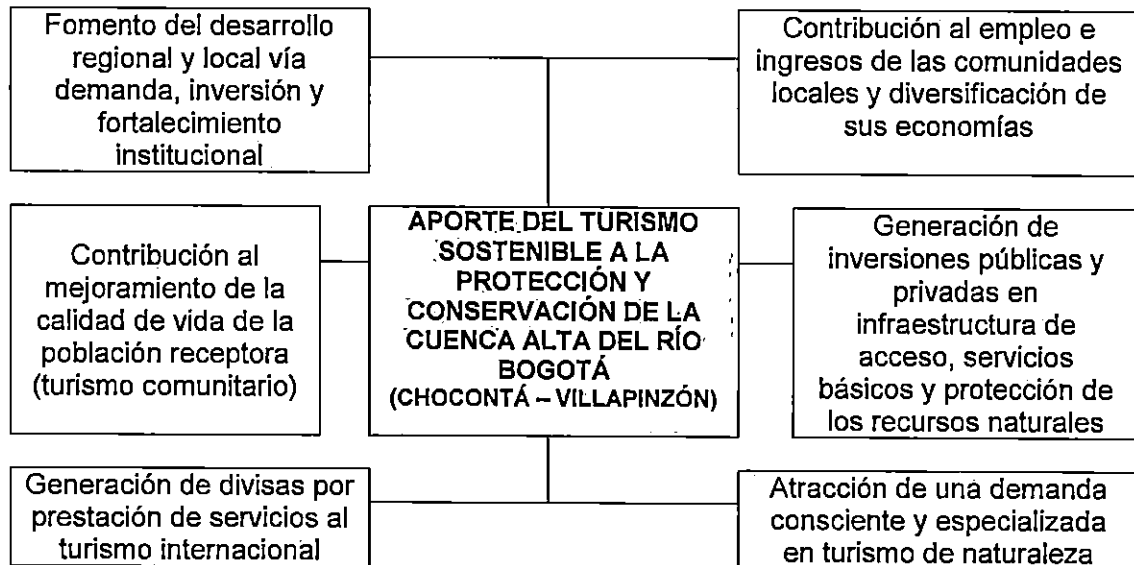 Fomento del desarrollo
regional y local vía
demanda, inversión y
fortalecimiento
institucional
Contribución al empleo e
ingresos de las comunidades
locales y diversificación de
sus economías
Contribución al
mejoramiento de la
calidad de vida de la
población receptora
(turismo comunitario)
APORTE DEL TURISMO
SOSTENIBLE A LA
PROTECCIÓN Y
CONSERVACIÓN DE LA
CUENCA ALTA DEL RÍO
BOGOTÁ
(CHOCONTÁ – VILLAPINZÓN)
Generación de
inversiones públicas y
privadas en
infraestructura de
acceso, servicios
básicos y protección de
los recursos naturales
Generación de divisas por
prestación de servicios al
turismo internacional
Atracción de una demanda
consciente y especializada
en turismo de naturaleza